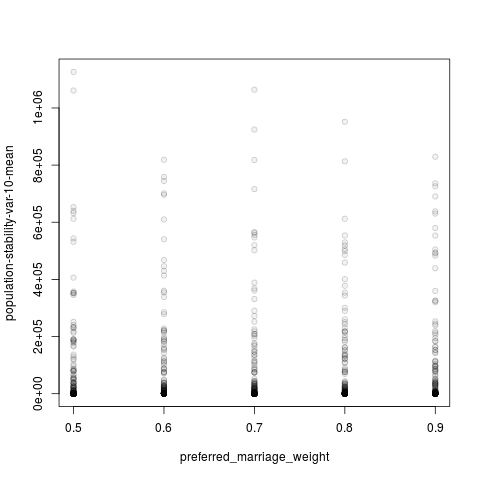 population-stability-var-10-mean
1e+06
8e+05
6e+05
4e+05
2e+05
0e+00
0.5 0.6 0.7 0.8 0.9
preferred_marriage_weight